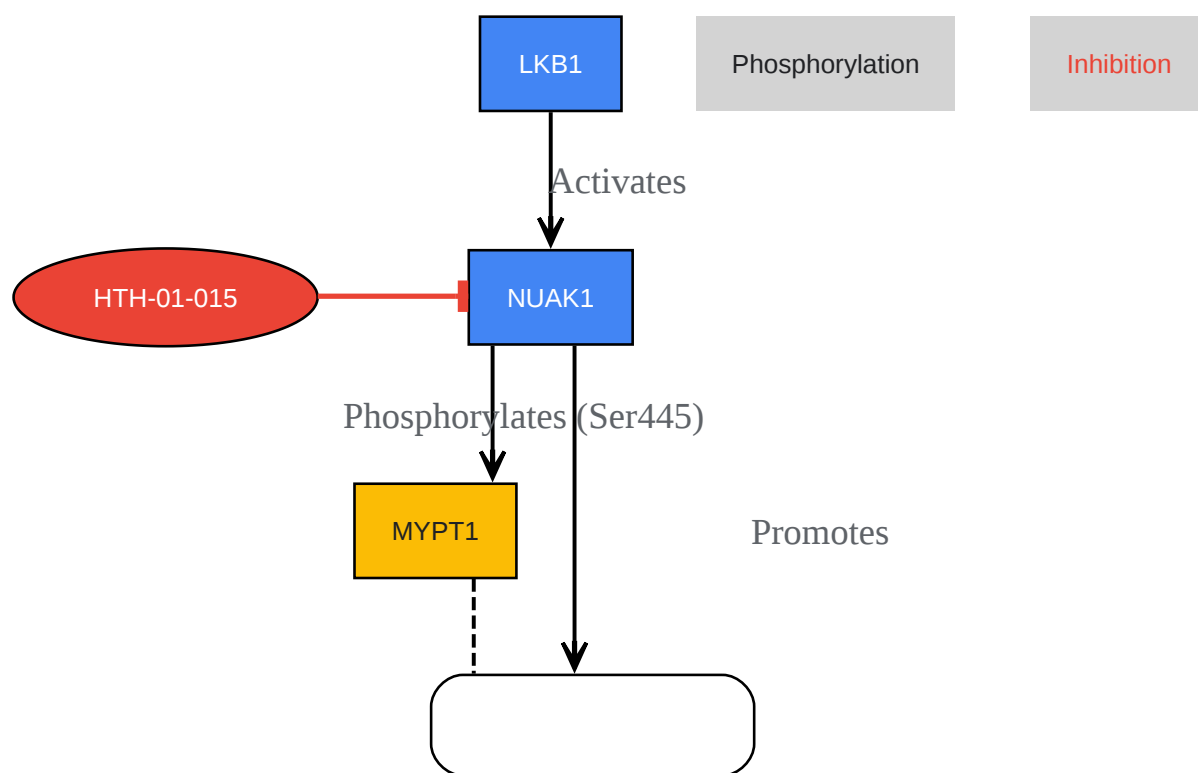 LKB1
Phosphorylation
Inhibition
Activates
HTH-01-015
NUAK1
Phosphorylates (Ser445)
MYPT1
Promotes